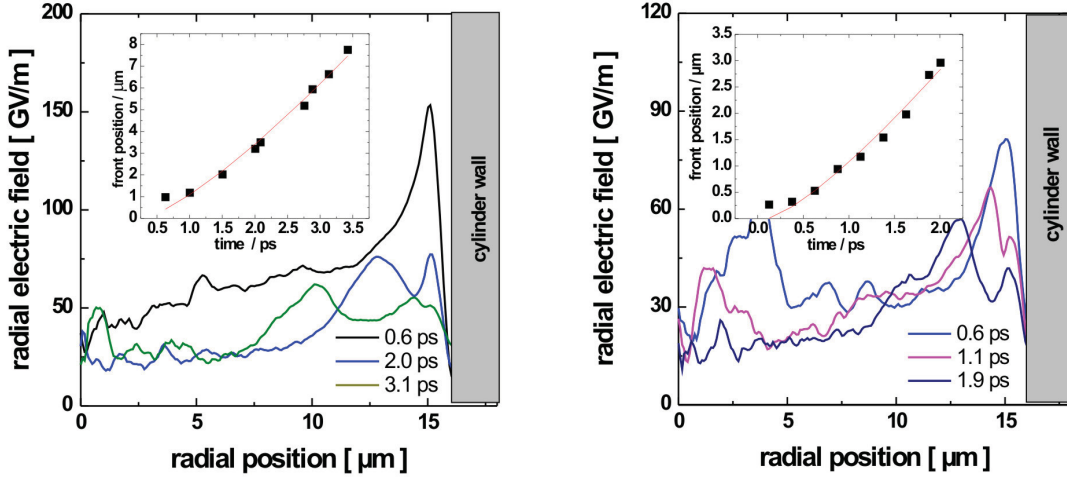 200
150
100
50
0
radial electric field [ GV/m ]
8
7
6
5
4
3
2
1
0
front position / μm
0.5 1.0 1.5 2.0 2.5 3.0 3.5
time / ps
0.6 ps
2.0 ps
3.1 ps
cylinder wall
0 5 10 15
radial position [ μm ]
120
90
60
30
0
radial electric field [ GV/m ]
3.5
3.0
2.5
2.0
1.5
1.0
0.5
0.0
front position / μm
0.0 0.5 1.0 1.5 2.0
time / ps
0.6 ps
1.1 ps
1.9 ps
cylinder wall
0 5 10 15
radial position [ μm ]